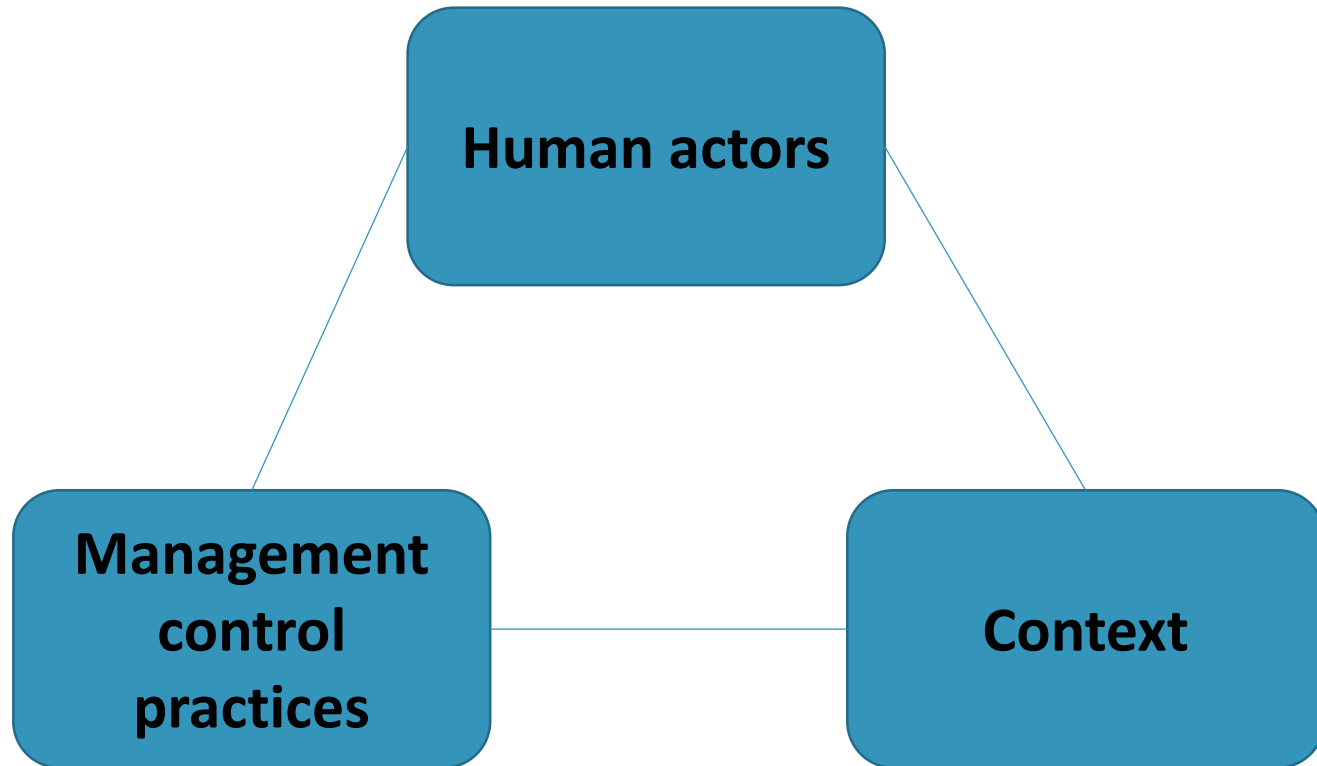 Human actors
Management
control
practices
Context